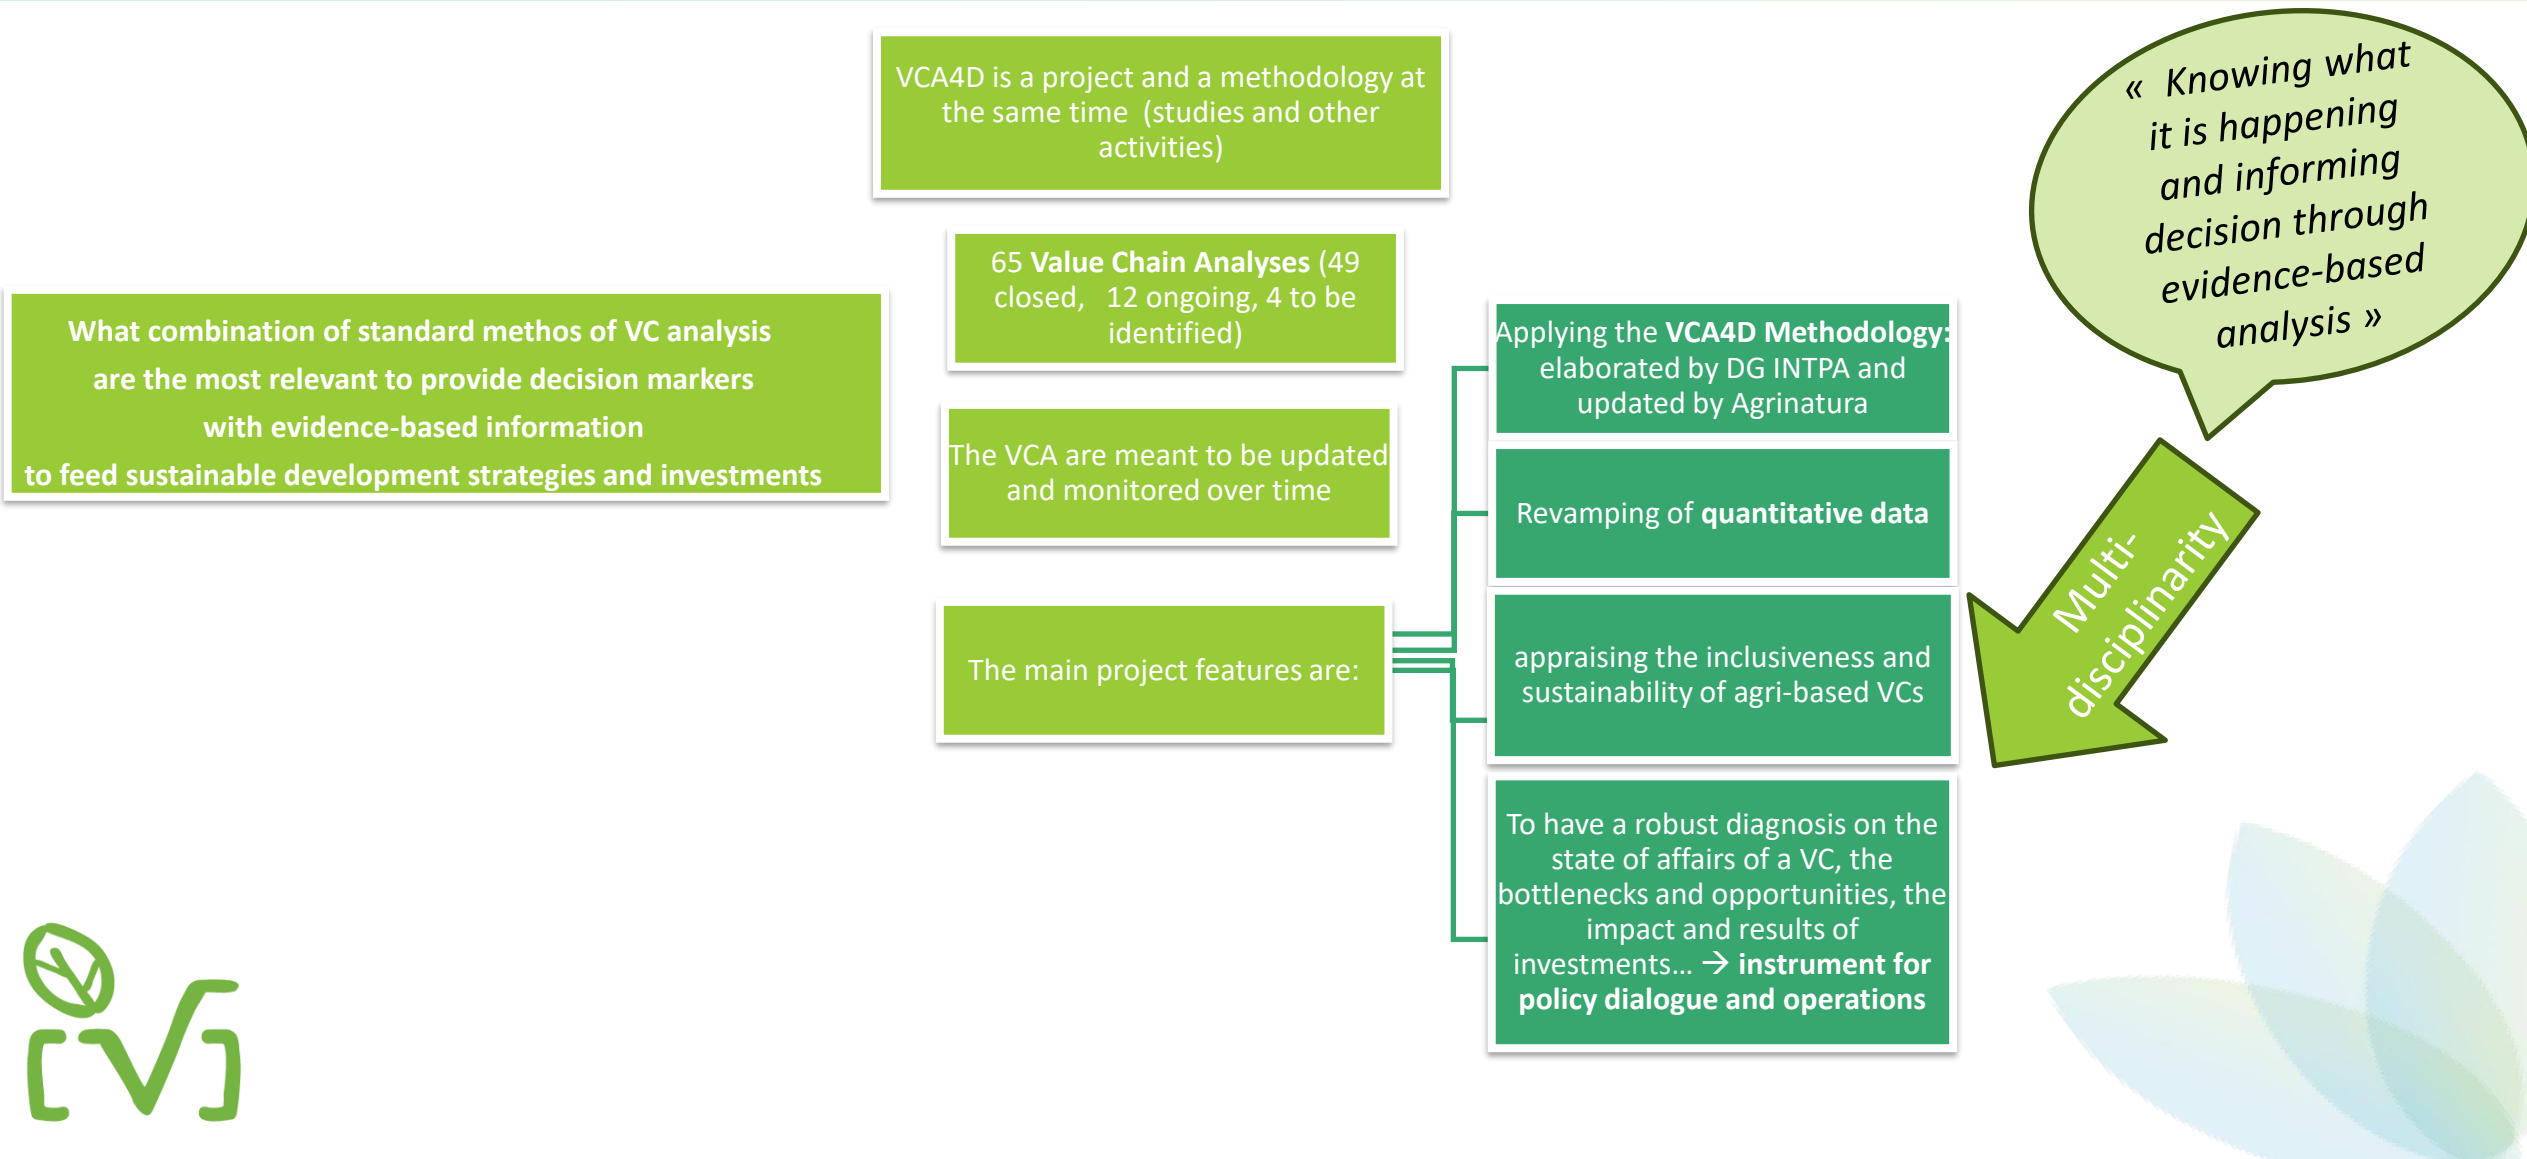 VCA4D is a project and a methodology at
the same time (studies and other
activities)
65 Value Chain Analyses (49
closed, 12 ongoing, 4 to be
identified)
What combination of standard methos of VC analysis
are the most relevant to provide decision markers
with evidence-based information
to feed sustainable development strategies and investments
The VCA are meant to be updated
and monitored over time
The main project features are:
Applying the VCA4D Methodology:
elaborated by DG INTPA and
updated by Agrinatura
Revamping of quantitative data
appraising the inclusiveness and
sustainability of agri-based VCs
To have a robust diagnosis on the
state of affairs of a VC, the
bottlenecks and opportunities, the
impact and results of
investments... → instrument for
policy dialogue and operations
« Knowing what
it is happening
and informing
decision through
evidence-based
analysis »
Multi-
disciplinarity